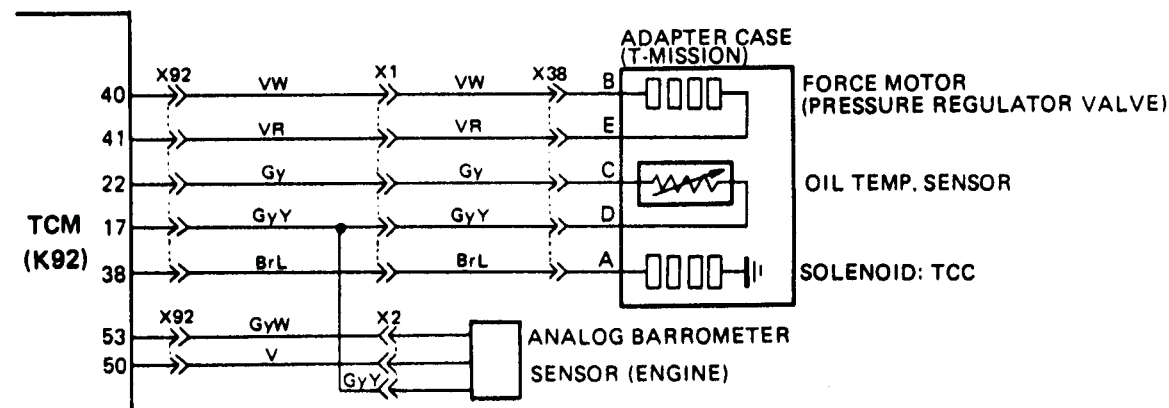 ADAPTER CASE
(T-MISSION)
X92 X1 X38
40 VW VW B FORCE MOTOR
(PRESSURE REGULATOR VALVE)
41 VR VR E
22 Gy Gy C OIL TEMP. SENSOR
TCM 17 GyY GyY D
(K92) 38 BrL BrL A SOLENOID: TCC
X92 X2
53 GyW ANALOG BARROMETER
50 V SENSOR (ENGINE)
GyY